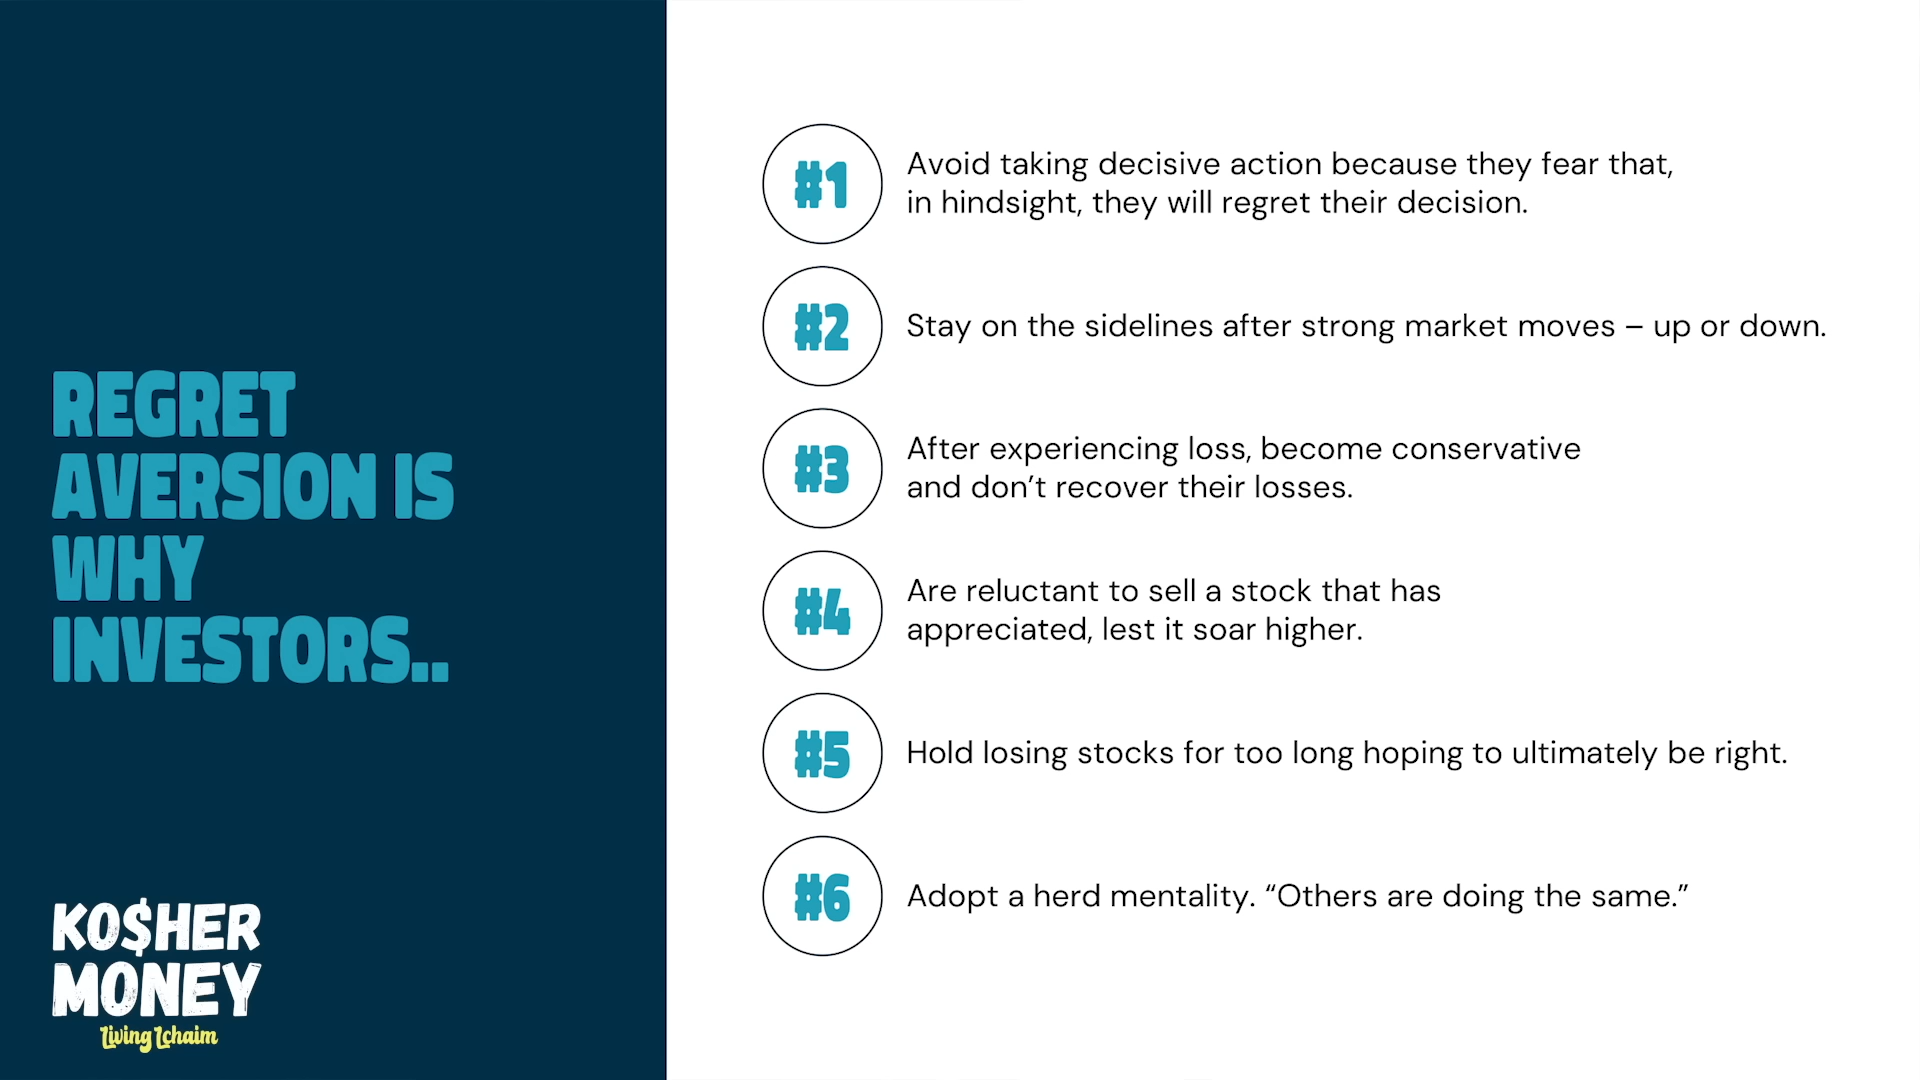 REGRET
AVERSION IS
WHY
INVESTORS..
#1
Avoid taking decisive action because they fear that,
in hindsight, they will regret their decision.
#2
Stay on the sidelines after strong market moves – up or down.
#3
After experiencing loss, become conservative
and don’t recover their losses.
#4
Are reluctant to sell a stock that has
appreciated, lest it soar higher.
#5
Hold losing stocks for too long hoping to ultimately be right.
#6
Adopt a herd mentality. “Others are doing the same.”
KO$HER
MONEY
Living Lchaim